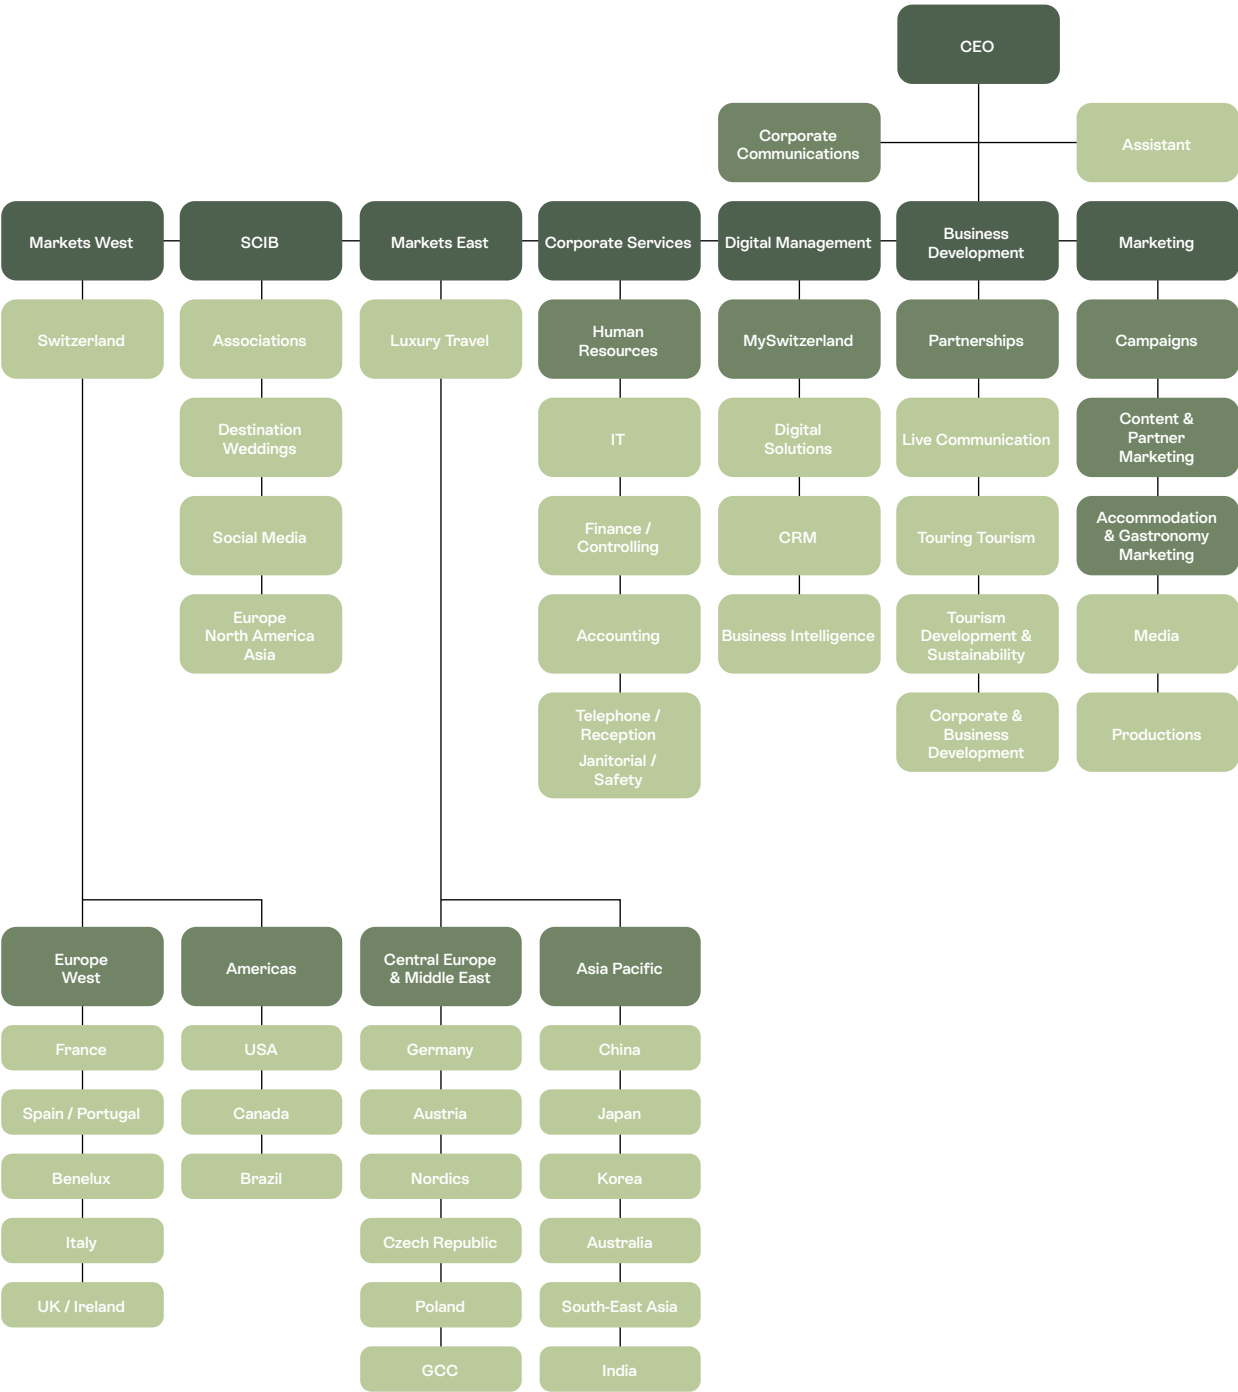 CEO
Corporate
Communications
Assistant
Markets West
SCIB
Markets East
Corporate Services
Digital Management
Business
Development
Marketing
Switzerland
Associations
Luxury Travel
Human
Resources
MySwitzerland
Partnerships
Campaigns
Destination
Weddings
IT
Digital
Solutions
Live Communication
Content &
Partner
Marketing
Social Media
Finance /
Controlling
CRM
Touring Tourism
Accommodation
& Gastronomy
Marketing
Europe
North America
Asia
Accounting
Business Intelligence
Tourism
Development &
Sustainability
Media
Telephone /
Reception
Janitorial /
Safety
Corporate &
Business
Development
Productions
Europe
West
Americas
Central Europe
& Middle East
Asia Pacific
France
USA
Germany
China
Spain / Portugal
Canada
Austria
Japan
Benelux
Brazil
Nordics
Korea
Italy
Czech Republic
Australia
UK / Ireland
Poland
South-East Asia
GCC
India